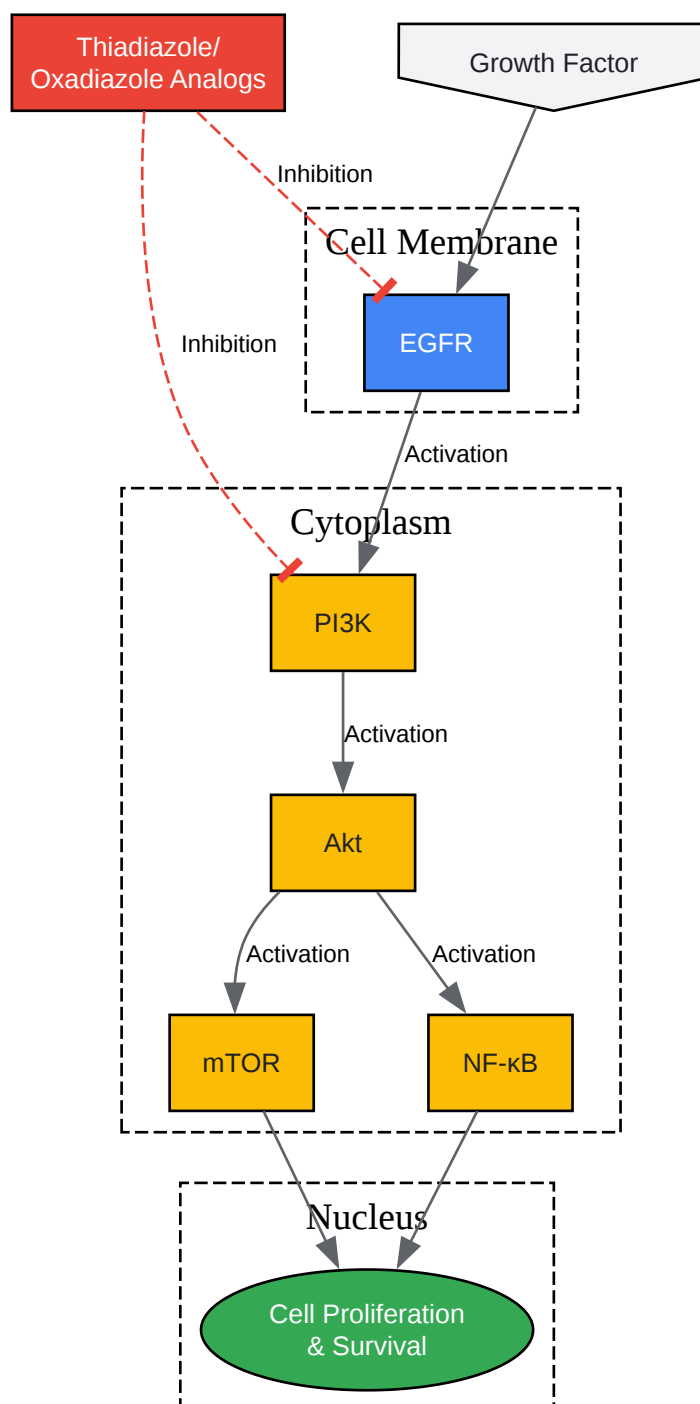 Thiadiazole/
Oxadiazole Analogs
Growth Factor
Inhibition
Cell Membrane
Inhibition
EGFR
Activation
Cytoplasm
PI3K
Activation
Akt
Activation
Activation
mTOR
NF-κB
Nucleus
Cell Proliferation
& Survival